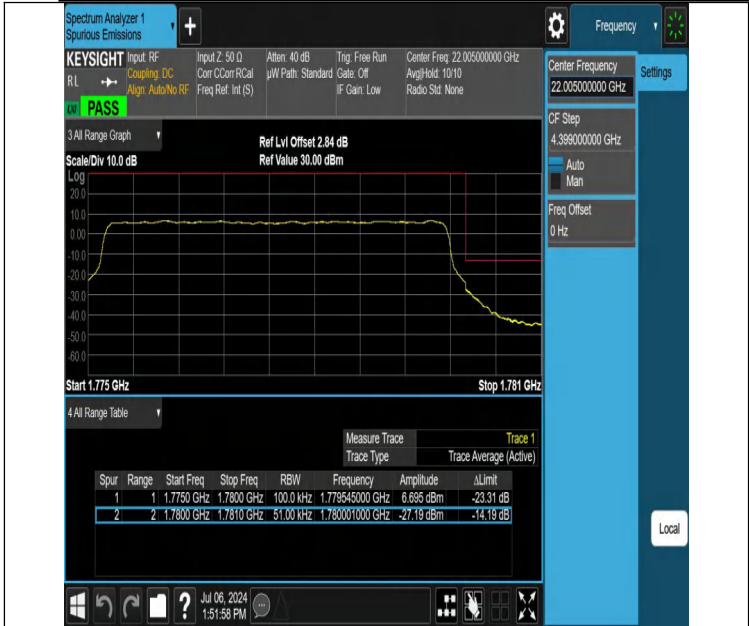 Spectrum Analyzer 1
Spurious Emissions
+
Frequency
KEYSIGHT
RL
PASS
Input: RF
Coupling: DC
Align: Auto/No RF
Input Z: 50 Ω
Corr CCorr RCal
Freq Ref: Int (S)
Atten: 40 dB
µW Path: Standard
Trig: Free Run
Gate: Off
IF Gain: Low
Center Freq: 22.005000000 GHz
Avg|Hold: 10/10
Radio Std: None
Center Frequency
22.005000000 GHz
Settings
CF Step
4.399000000 GHz
Auto
Man
Freq Offset
0 Hz
3 All Range Graph
Ref Lvl Offset 2.84 dB
Scale/Div 10.0 dB
Ref Value 30.00 dBm
Log
20.0
10.0
0.00
-10.0
-20.0
-30.0
-40.0
-50.0
-60.0
Start 1.775 GHz
Stop 1.781 GHz
4 All Range Table
Measure Trace Trace 1
Trace Type Trace Average (Active)
Spur Range Start Freq Stop Freq RBW Frequency Amplitude ΔLimit
1 1 1.7750 GHz 1.7800 GHz 100.0 kHz 1.779545000 GHz 6.695 dBm -23.31 dB
2 2 1.7800 GHz 1.7810 GHz 51.00 kHz 1.780001000 GHz -27.19 dBm -14.19 dB
Local
?
Jul 06, 2024
1:51:58 PM